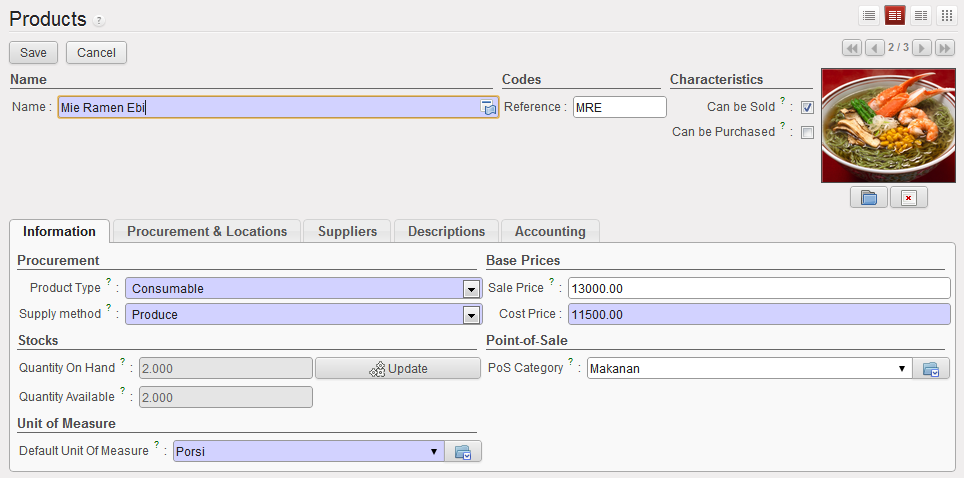 Products ?
Save Cancel 2 / 3
Name Codes Characteristics
Name : Mie Ramen Ebi Reference : MRE Can be Sold ? :
Can be Purchased ? :
Information Procurement & Locations Suppliers Descriptions Accounting
Procurement Base Prices
Product Type ? : Consumable Sale Price ? : 13000.00
Supply method ? : Produce Cost Price : 11500.00
Stocks Point-of-Sale
Quantity On Hand ? : 2.000 Update PoS Category ? : Makanan
Quantity Available ? : 2.000
Unit of Measure
Default Unit Of Measure ? : Porsi